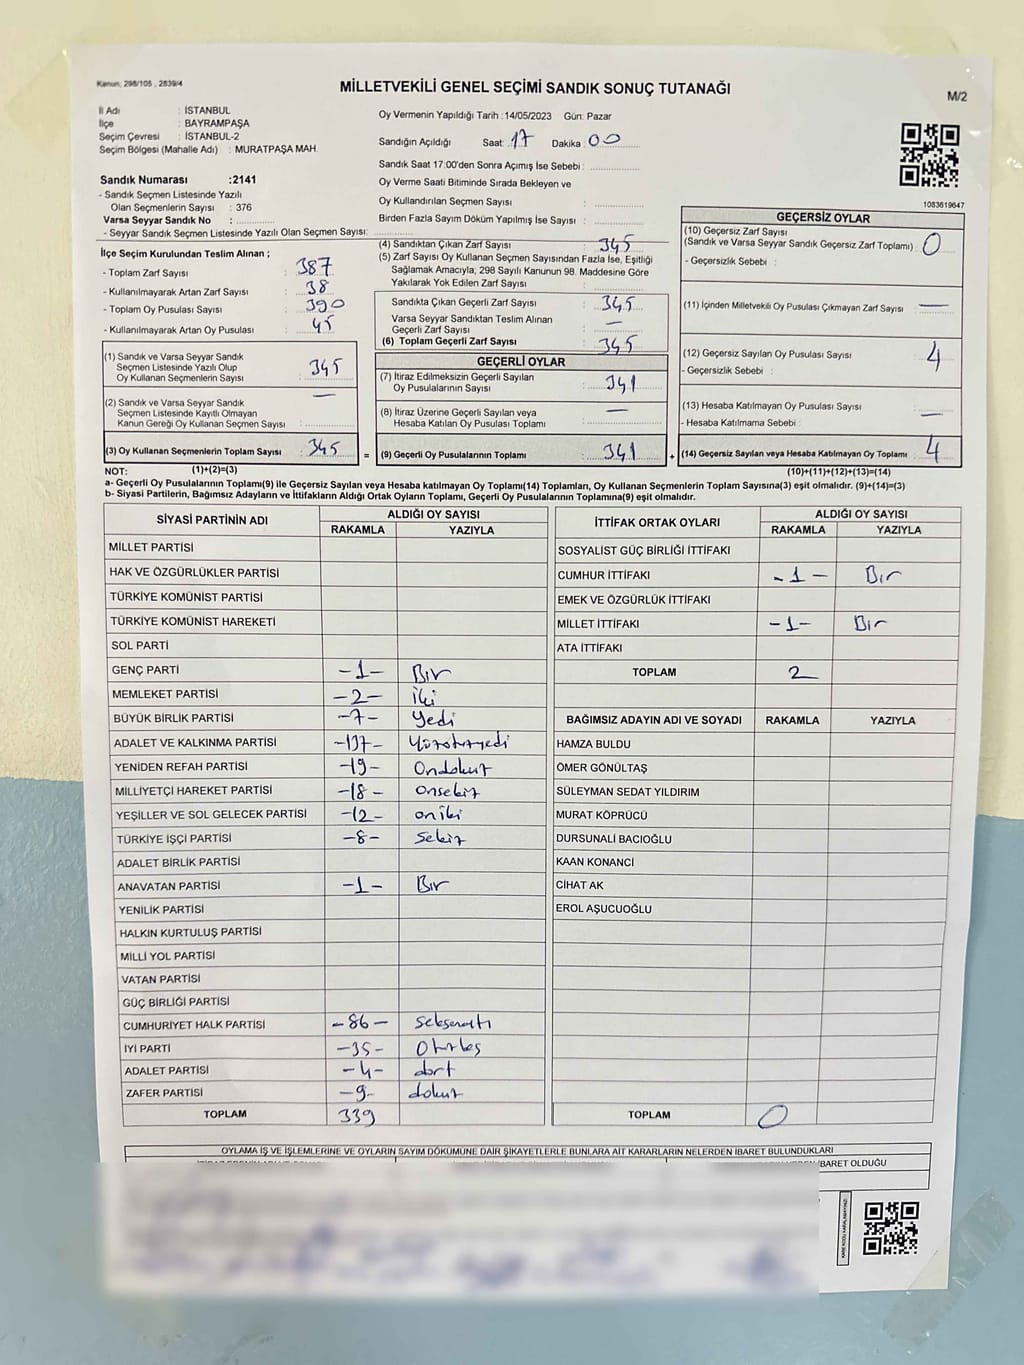 Kanun, 298/105 , 2839/4
MİLLETVEKİLİ GENEL SEÇİMİ SANDIK SONUÇ TUTANAĞI
M/2
İl Adı : İSTANBUL
İlçe : BAYRAMPAŞA
Seçim Çevresi : İSTANBUL-2
Seçim Bölgesi (Mahalle Adı) : MURATPAŞA MAH.
Oy Vermenin Yapıldığı Tarih :14/05/2023 Gün: Pazar
Sandığın Açıldığı Saat: 17 Dakika: 00
Sandık Saat 17:00'den Sonra Açımış İse Sebebi :
Oy Verme Saati Bitiminde Sırada Bekleyen ve
Oy Kullandırılan Seçmen Sayısı :
Birden Fazla Sayım Döküm Yapılmış İse Sayısı :
Sandık Numarası :2141
- Sandık Seçmen Listesinde Yazılı
Olan Seçmenlerin Sayısı : 376
Varsa Seyyar Sandık No :
- Seyyar Sandık Seçmen Listesinde Yazılı Olan Seçmen Sayısı:
1083619647
İlçe Seçim Kurulundan Teslim Alınan ;
- Toplam Zarf Sayısı : 387
- Kullanılmayarak Artan Zarf Sayısı : 38
- Toplam Oy Pusulası Sayısı : 390
- Kullanılmayarak Artan Oy Pusulası : 45
(1) Sandık ve Varsa Seyyar Sandık
Seçmen Listesinde Yazılı Olup
Oy Kullanan Seçmenlerin Sayısı : 345
(2) Sandık ve Varsa Seyyar Sandık
Seçmen Listesinde Kayıtlı Olmayan
Kanun Gereği Oy Kullanan Seçmen Sayısı : —
(3) Oy Kullanan Seçmenlerin Toplam Sayısı : 345 =
(4) Sandıktan Çıkan Zarf Sayısı : 345
(5) Zarf Sayısı Oy Kullanan Seçmen Sayısından Fazla İse, Eşitliği
Sağlamak Amacıyla, 298 Sayılı Kanunun 98. Maddesine Göre
Yakılarak Yok Edilen Zarf Sayısı :
Sandıkta Çıkan Geçerli Zarf Sayısı : 345
Varsa Seyyar Sandıktan Teslim Alınan
Geçerli Zarf Sayısı : —
(6) Toplam Geçerli Zarf Sayısı : 345
GEÇERLİ OYLAR
(7) İtiraz Edilmeksizin Geçerli Sayılan
Oy Pusulalarının Sayısı : 341
(8) İtiraz Üzerine Geçerli Sayılan veya
Hesaba Katılan Oy Pusulası Toplamı : —
(9) Geçerli Oy Pusulalarının Toplamı : 341 +
GEÇERSİZ OYLAR
(10) Geçersiz Zarf Sayısı
(Sandık ve Varsa Seyyar Sandık Geçersiz Zarf Toplamı) : 0
- Geçersizlik Sebebi :
(11) İçinden Milletvekili Oy Pusulası Çıkmayan Zarf Sayısı : —
(12) Geçersiz Sayılan Oy Pusulası Sayısı : 4
- Geçersizlik Sebebi :
(13) Hesaba Katılmayan Oy Pusulası Sayısı : —
- Hesaba Katılmama Sebebi :
(14) Geçersiz Sayılan veya Hesaba Katılmayan Oy Toplamı : 4
NOT: (1)+(2)=(3) (10)+(11)+(12)+(13)=(14)
a- Geçerli Oy Pusulalarının Toplamı(9) ile Geçersiz Sayılan veya Hesaba katılmayan Oy Toplamı(14) Toplamları, Oy Kullanan Seçmenlerin Toplam Sayısına(3) eşit olmalıdır. (9)+(14)=(3)
b- Siyasi Partilerin, Bağımsız Adayların ve İttifakların Aldığı Ortak Oyların Toplamı, Geçerli Oy Pusulalarının Toplamına(9) eşit olmalıdır.
SİYASİ PARTİNİN ADI ALDIĞI OY SAYISI
RAKAMLA YAZIYLA
MİLLET PARTİSİ
HAK VE ÖZGÜRLÜKLER PARTİSİ
TÜRKİYE KOMÜNİST PARTİSİ
TÜRKİYE KOMÜNİST HAREKETİ
SOL PARTİ
GENÇ PARTİ -1- Bir
MEMLEKET PARTİSİ -2- iki
BÜYÜK BİRLİK PARTİSİ -7- yedi
ADALET VE KALKINMA PARTİSİ -137- Yüzotuzyedi
YENİDEN REFAH PARTİSİ -19- Ondokuz
MİLLİYETÇİ HAREKET PARTİSİ -18- Onsekiz
YEŞİLLER VE SOL GELECEK PARTİSİ -12- oniki
TÜRKİYE İŞÇİ PARTİSİ -8- Sekiz
ADALET BİRLİK PARTİSİ
ANAVATAN PARTİSİ -1- Bir
YENİLİK PARTİSİ
HALKIN KURTULUŞ PARTİSİ
MİLLİ YOL PARTİSİ
VATAN PARTİSİ
GÜÇ BİRLİĞİ PARTİSİ
CUMHURİYET HALK PARTİSİ -86- Seksenaltı
İYİ PARTİ -35- Otuzbeş
ADALET PARTİSİ -4- dört
ZAFER PARTİSİ -9- dokuz
TOPLAM 339
İTTİFAK ORTAK OYLARI ALDIĞI OY SAYISI
RAKAMLA YAZIYLA
SOSYALİST GÜÇ BİRLİĞİ İTTİFAKI
CUMHUR İTTİFAKI -1- Bir
EMEK VE ÖZGÜRLÜK İTTİFAKI
MİLLET İTTİFAKI -1- Bir
ATA İTTİFAKI
TOPLAM 2
BAĞIMSIZ ADAYIN ADI VE SOYADI RAKAMLA YAZIYLA
HAMZA BULDU
ÖMER GÖNÜLTAŞ
SÜLEYMAN SEDAT YILDIRIM
MURAT KÖPRÜCÜ
DURSUNALİ BACIOĞLU
KAAN KONANCİ
CİHAT AK
EROL AŞUCUOĞLU
TOPLAM 0
OYLAMA İŞ VE İŞLEMLERİNE VE OYLARIN SAYIM DÖKÜMÜNE DAİR ŞİKAYETLERLE BUNLARA AİT KARARLARIN NELERDEN İBARET BULUNDUKLARI
İBARET OLDUĞU